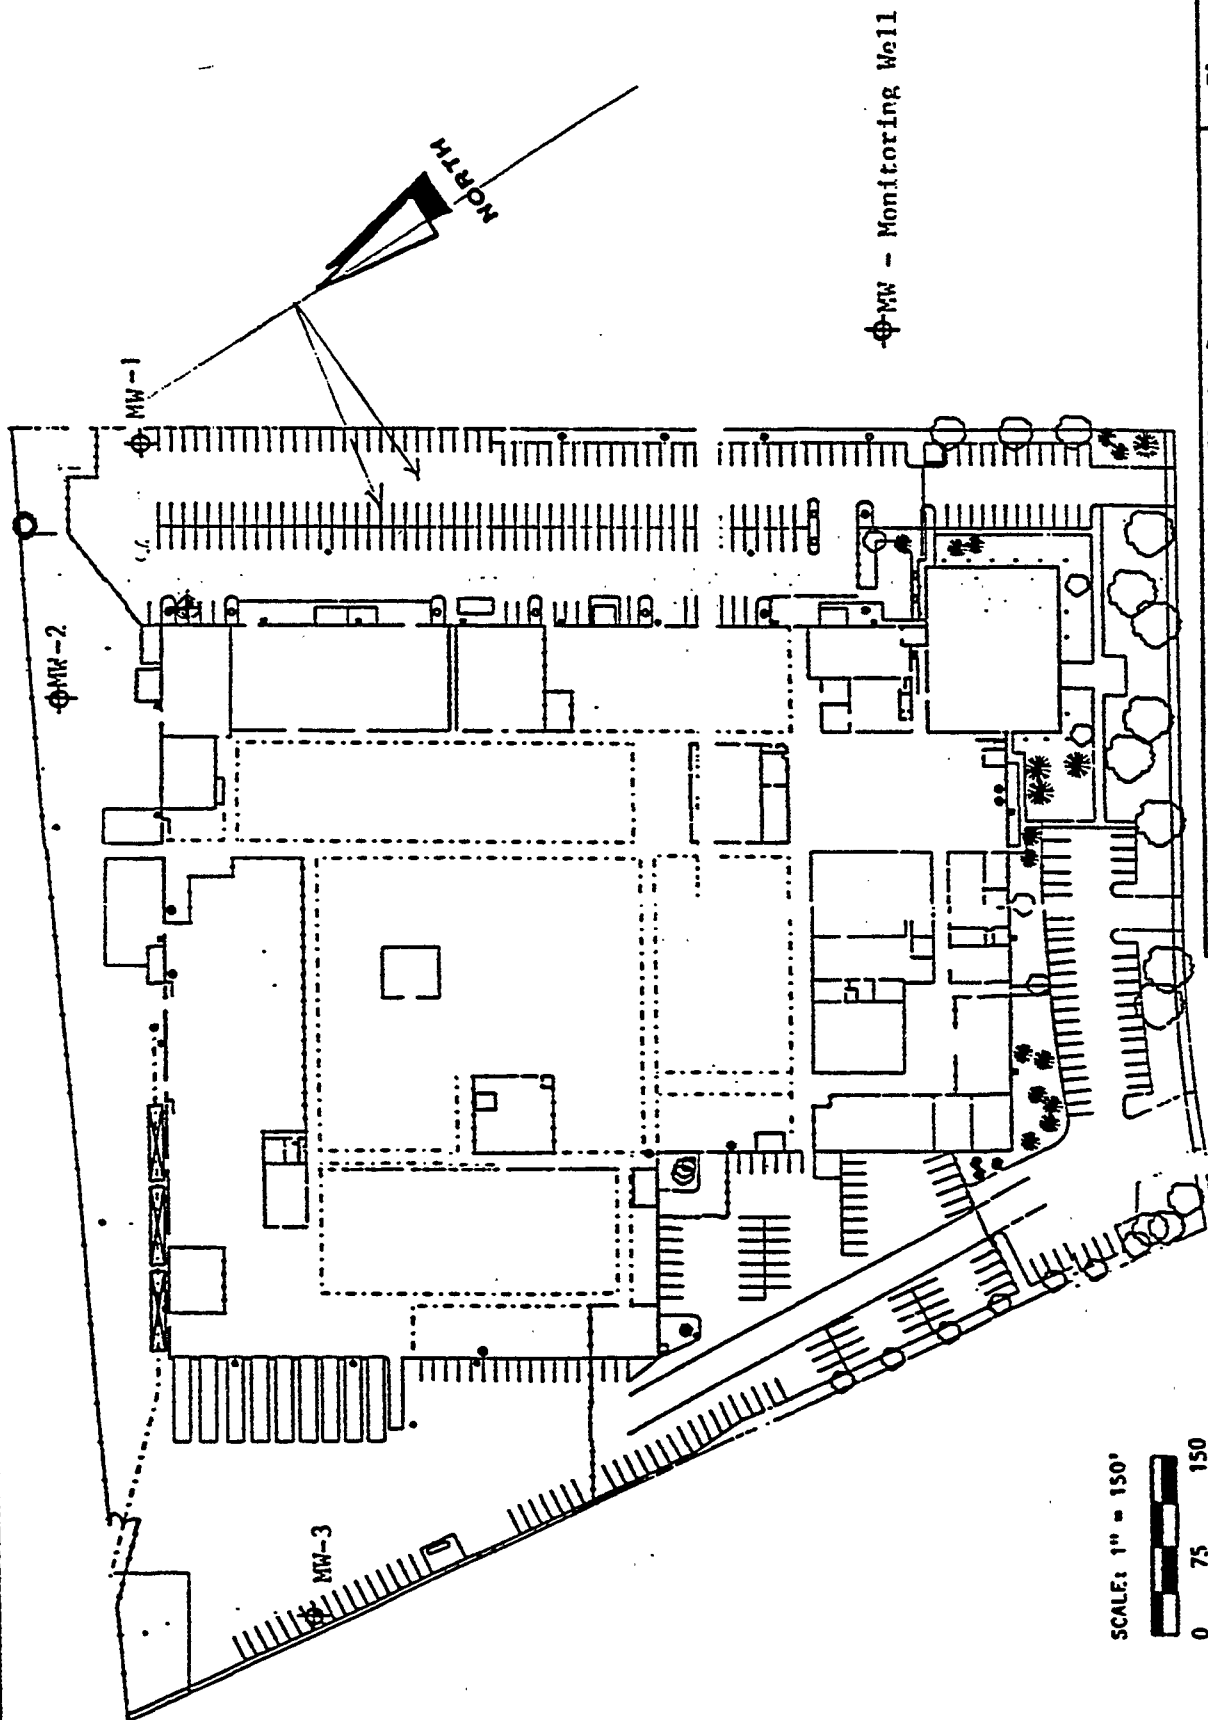 NORTH
MW-1
MW - Monitoring Well
MW-2
MW-3
SCALE: 1" = 150'
0 75 150